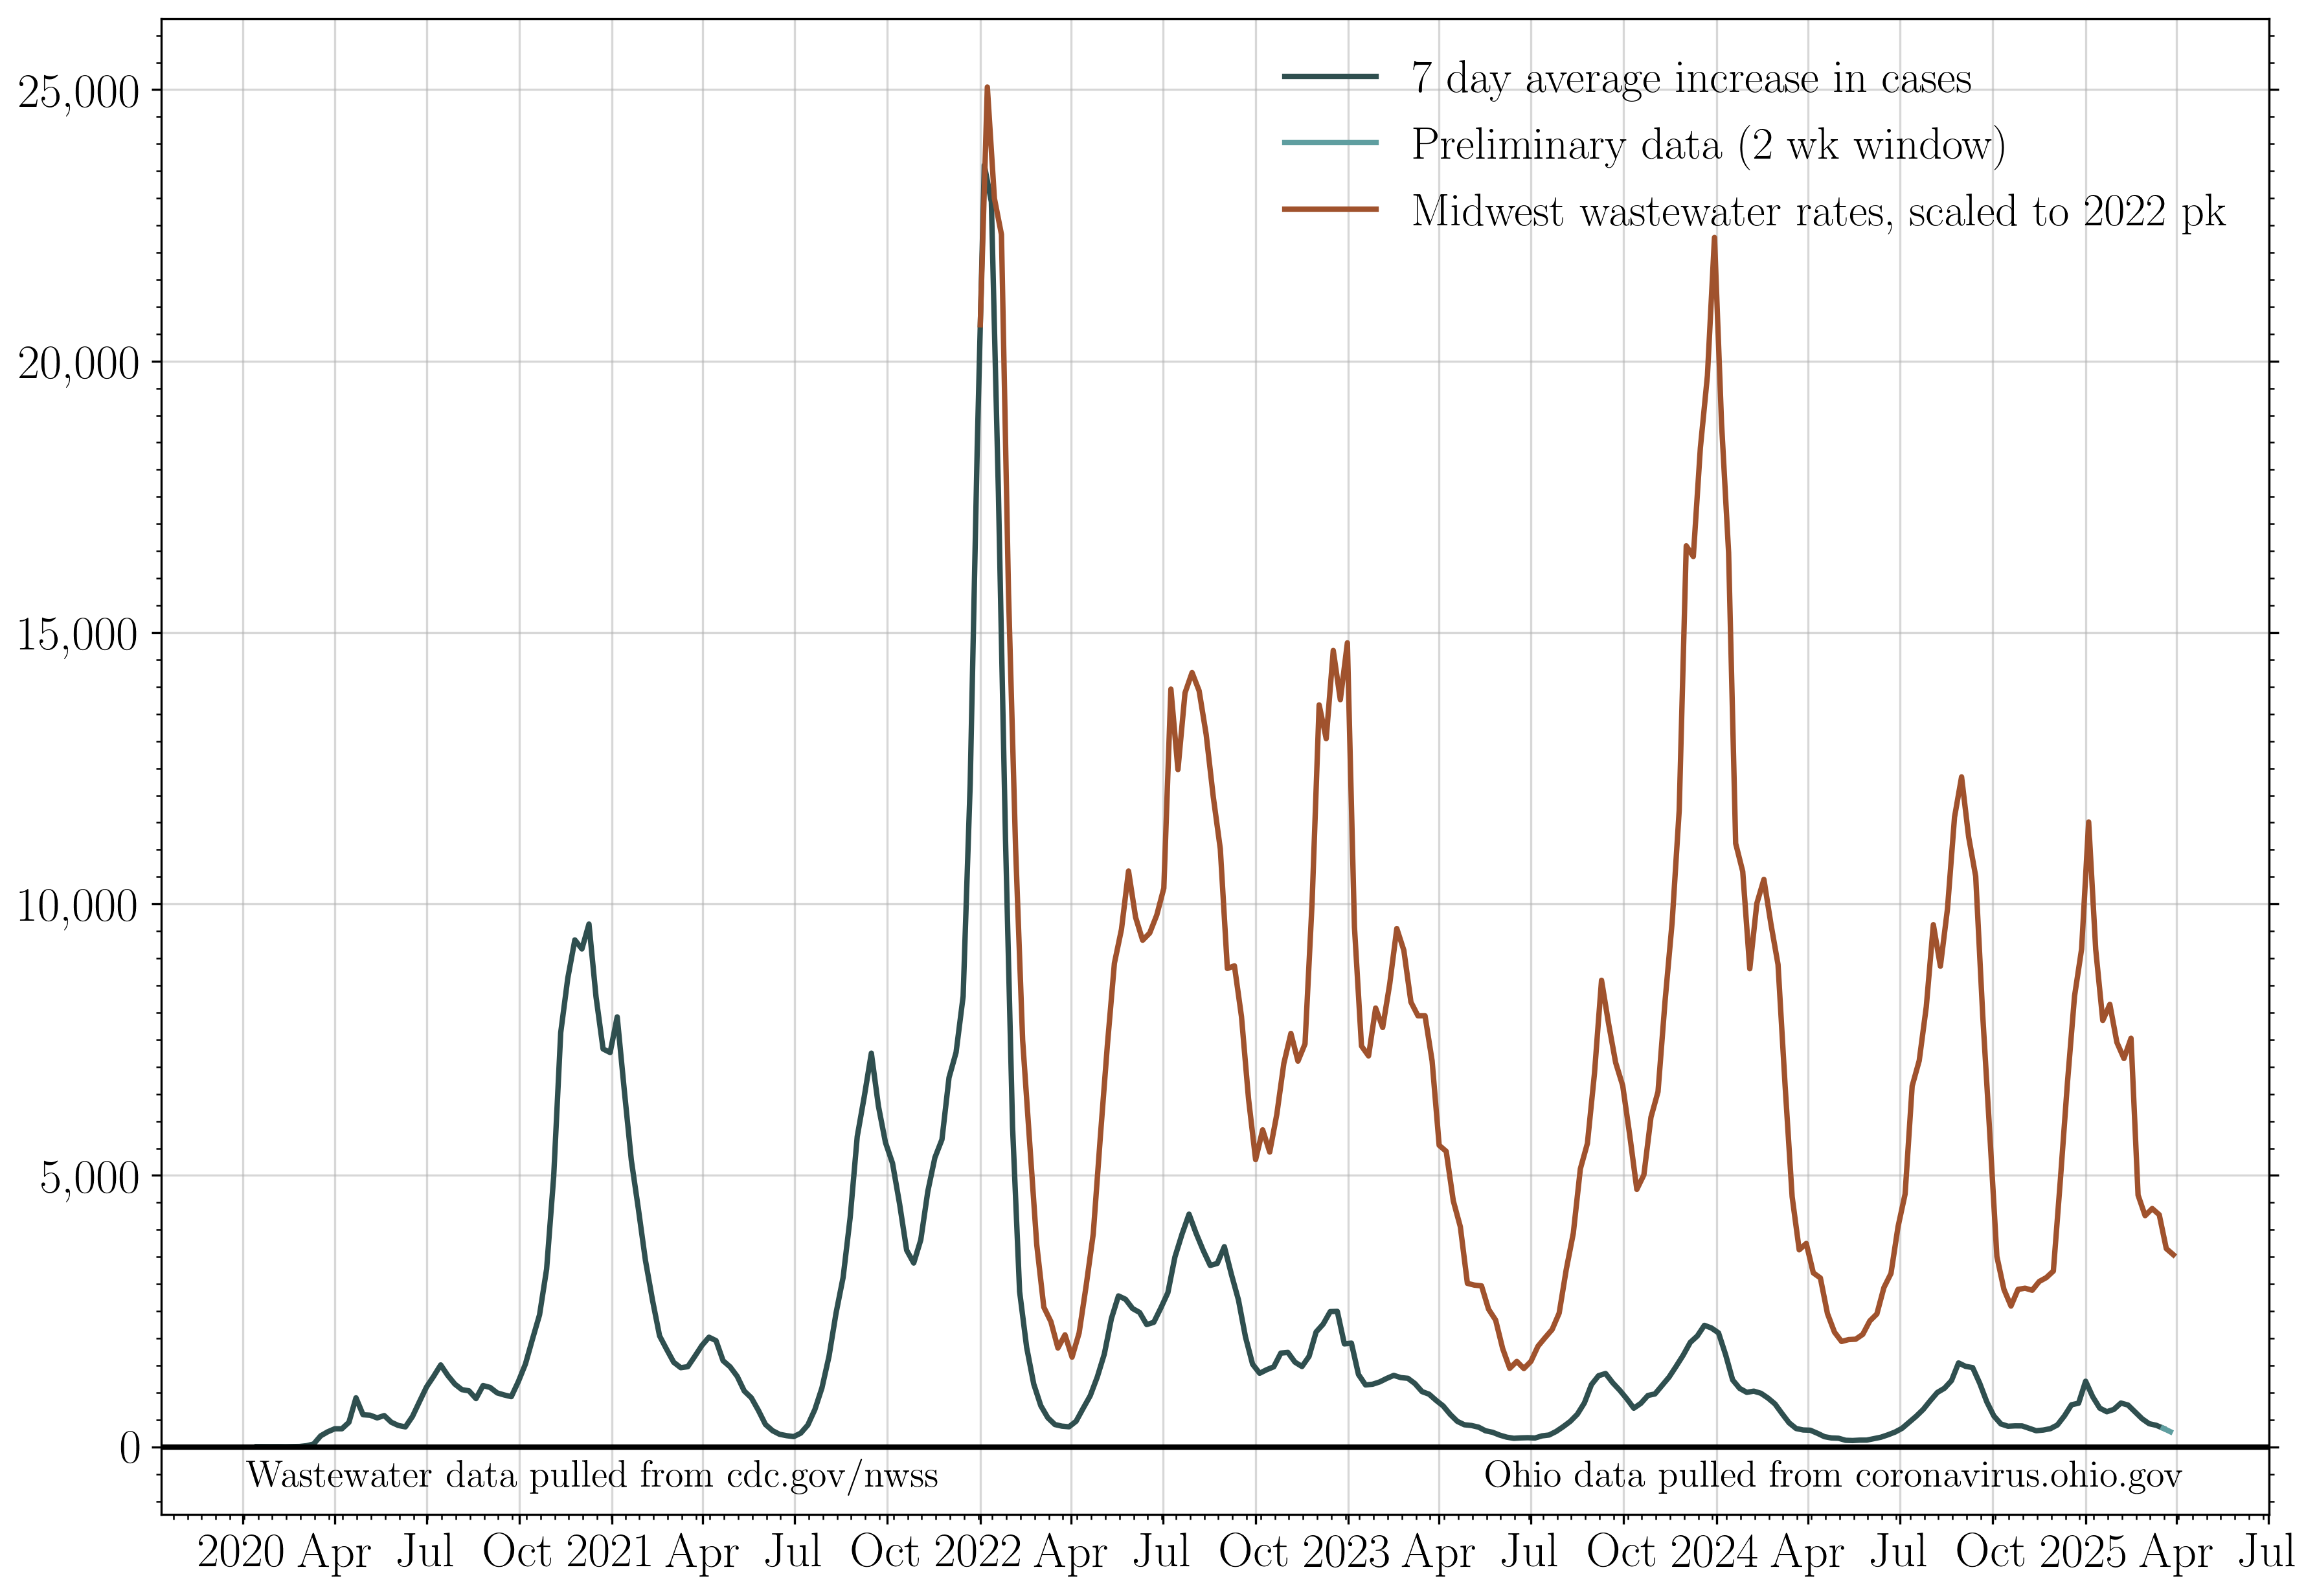 25,000
20,000
15,000
10,000
5,000
0
7 day average increase in cases
Preliminary data (2 wk window)
Midwest wastewater rates, scaled to 2022 pk
Wastewater data pulled from cdc.gov/nwss
Ohio data pulled from coronavirus.ohio.gov
2020 Apr Jul Oct 2021 Apr Jul Oct 2022 Apr Jul Oct 2023 Apr Jul Oct 2024 Apr Jul Oct 2025 Apr Jul